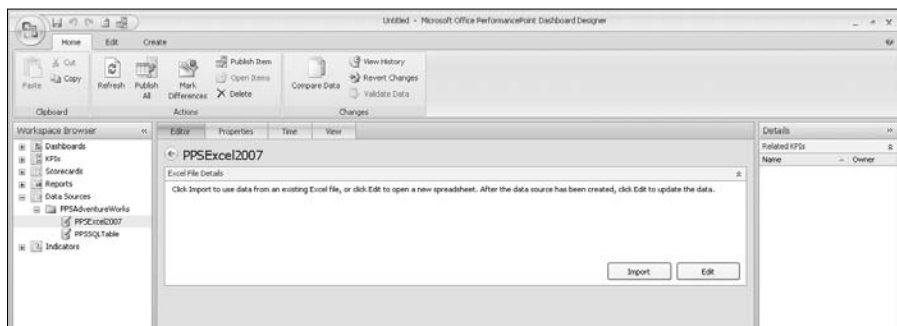 Untitled - Microsoft Office PerformancePoint Dashboard Designer
Home Edit Create
Paste
Cut
Copy
Clipboard
Refresh
Publish All
Mark Differences
Publish Item
Open Items
Delete
Actions
Compare Data
View History
Revert Changes
Validate Data
Changes
Workspace Browser
Dashboards
KPIs
Scorecards
Reports
Data Sources
PPSAdventureWorks
PPSExcel2007
PPSSQLTable
Indicators
Editor Properties Time View
PPSExcel2007
Excel File Details
Click Import to use data from an existing Excel file, or click Edit to open a new spreadsheet. After the data source has been created, click Edit to update the data.
Import Edit
Details
Related KPIs
Name Owner